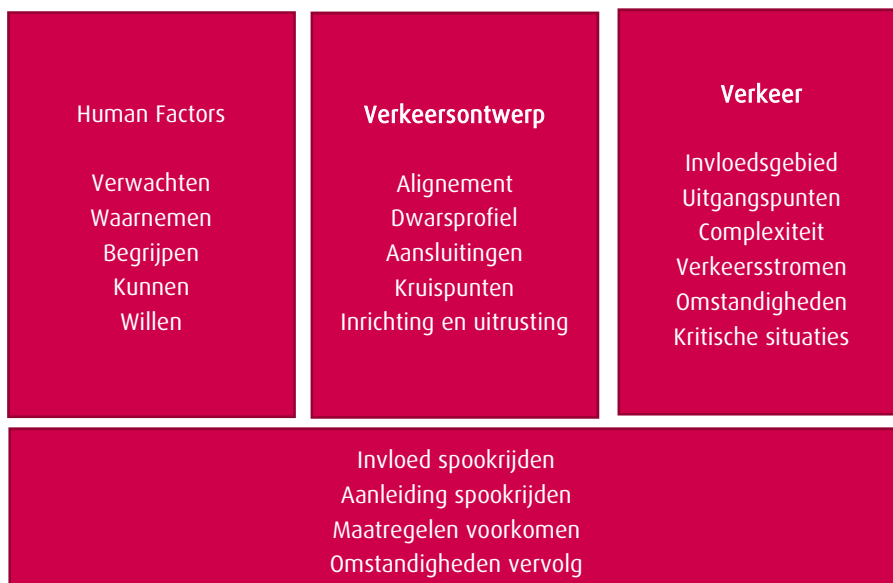 Human Factors
Verwachten
Waarnemen
Begrijpen
Kunnen
Willen
Verkeersontwerp
Alignement
Dwarsprofiel
Aansluitingen
Kruispunten
Inrichting en uitrusting
Verkeer
Invloedsgebied
Uitgangspunten
Complexiteit
Verkeersstromen
Omstandigheden
Kritische situaties
Invloed spookrijden
Aanleiding spookrijden
Maatregelen voorkomen
Omstandigheden vervolg